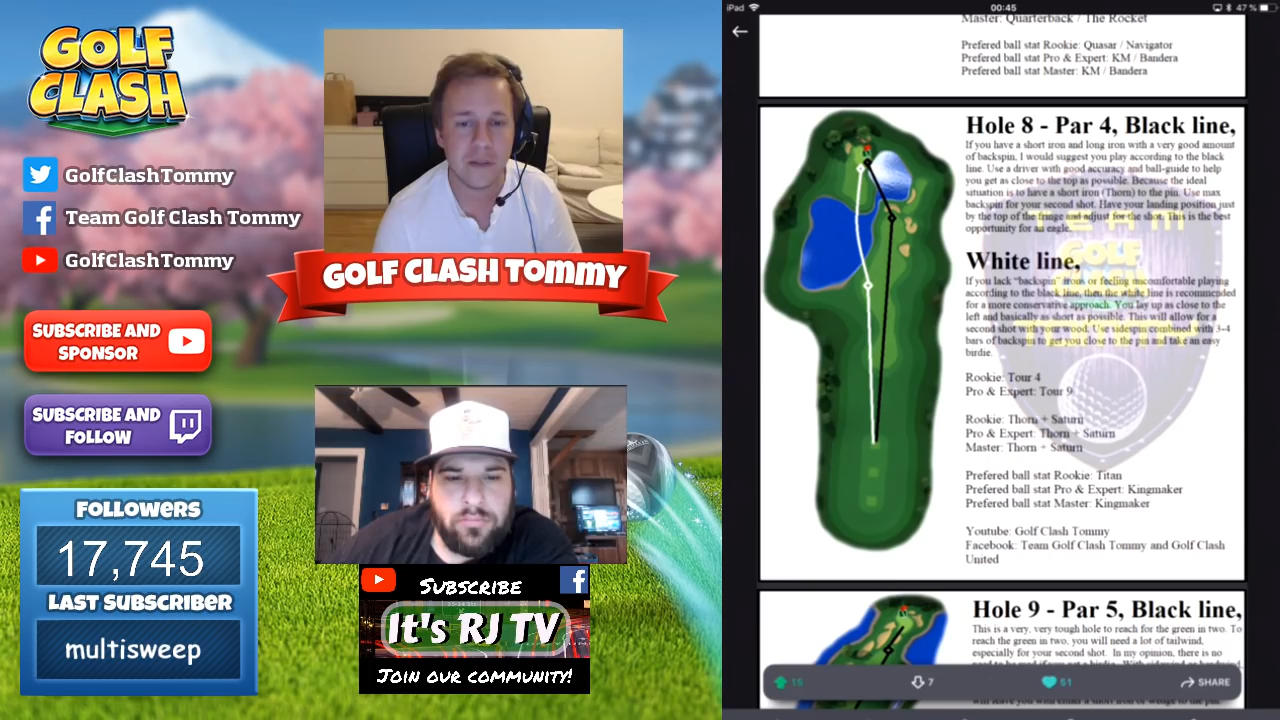 GOLF
CLASH
GolfClashTommy
Team Golf Clash Tommy
GolfClashTommy
SUBSCRIBE AND
SPONSOR
SUBSCRIBE AND
FOLLOW
FOLLOWERS
17,745
LAST SUBSCRIBER
multisweep
GOLF CLASH TOMMY
SUBSCRIBE
It's RJ TV
JOIN OUR COMMUNITY!
iPad
00:45
47 %
Master: Quarterback / The Rocket
Prefered ball stat Rookie: Quasar / Navigator
Prefered ball stat Pro & Expert: KM / Bandera
Prefered ball stat Master: KM / Bandera
Hole 8 - Par 4, Black line,
If you have a short iron and long iron with a very good amount
of backspin, I would suggest you play according to the black
line. Use a driver with good accuracy and ball-guide to help
you get as close to the top as possible. Because the ideal
situation is to have a short iron (Thorn) to the pin. Use max
backspin for your second shot. Have your landing position just
by the top of the fringe and adjust for the shot. This is the best
opportunity for an eagle.
White line,
If you lack "backspin" irons or feeling uncomfortable playing
according to the black line, then the white line is recommended
for a more conservative approach. You lay up as close to the
left and basically as short as possible. This will allow for a
second shot with your wood. Use sidespin combined with 3-4
bars of backspin to get you close to the pin and take an easy
birdie.
Rookie: Tour 4
Pro & Expert: Tour 9
Rookie: Thorn + Saturn
Pro & Expert: Thorn + Saturn
Master: Thorn + Saturn
Prefered ball stat Rookie: Titan
Prefered ball stat Pro & Expert: Kingmaker
Prefered ball stat Master: Kingmaker
Youtube: Golf Clash Tommy
Facebook: Team Golf Clash Tommy and Golf Clash
United
TEAM
GOLF
CLASH
Hole 9 - Par 5, Black line,
This is a very, very tough hole to reach for the green in two. To
reach the green in two, you will need a lot of tailwind,
especially for your second shot. In my opinion, there is no
15
7
51
SHARE